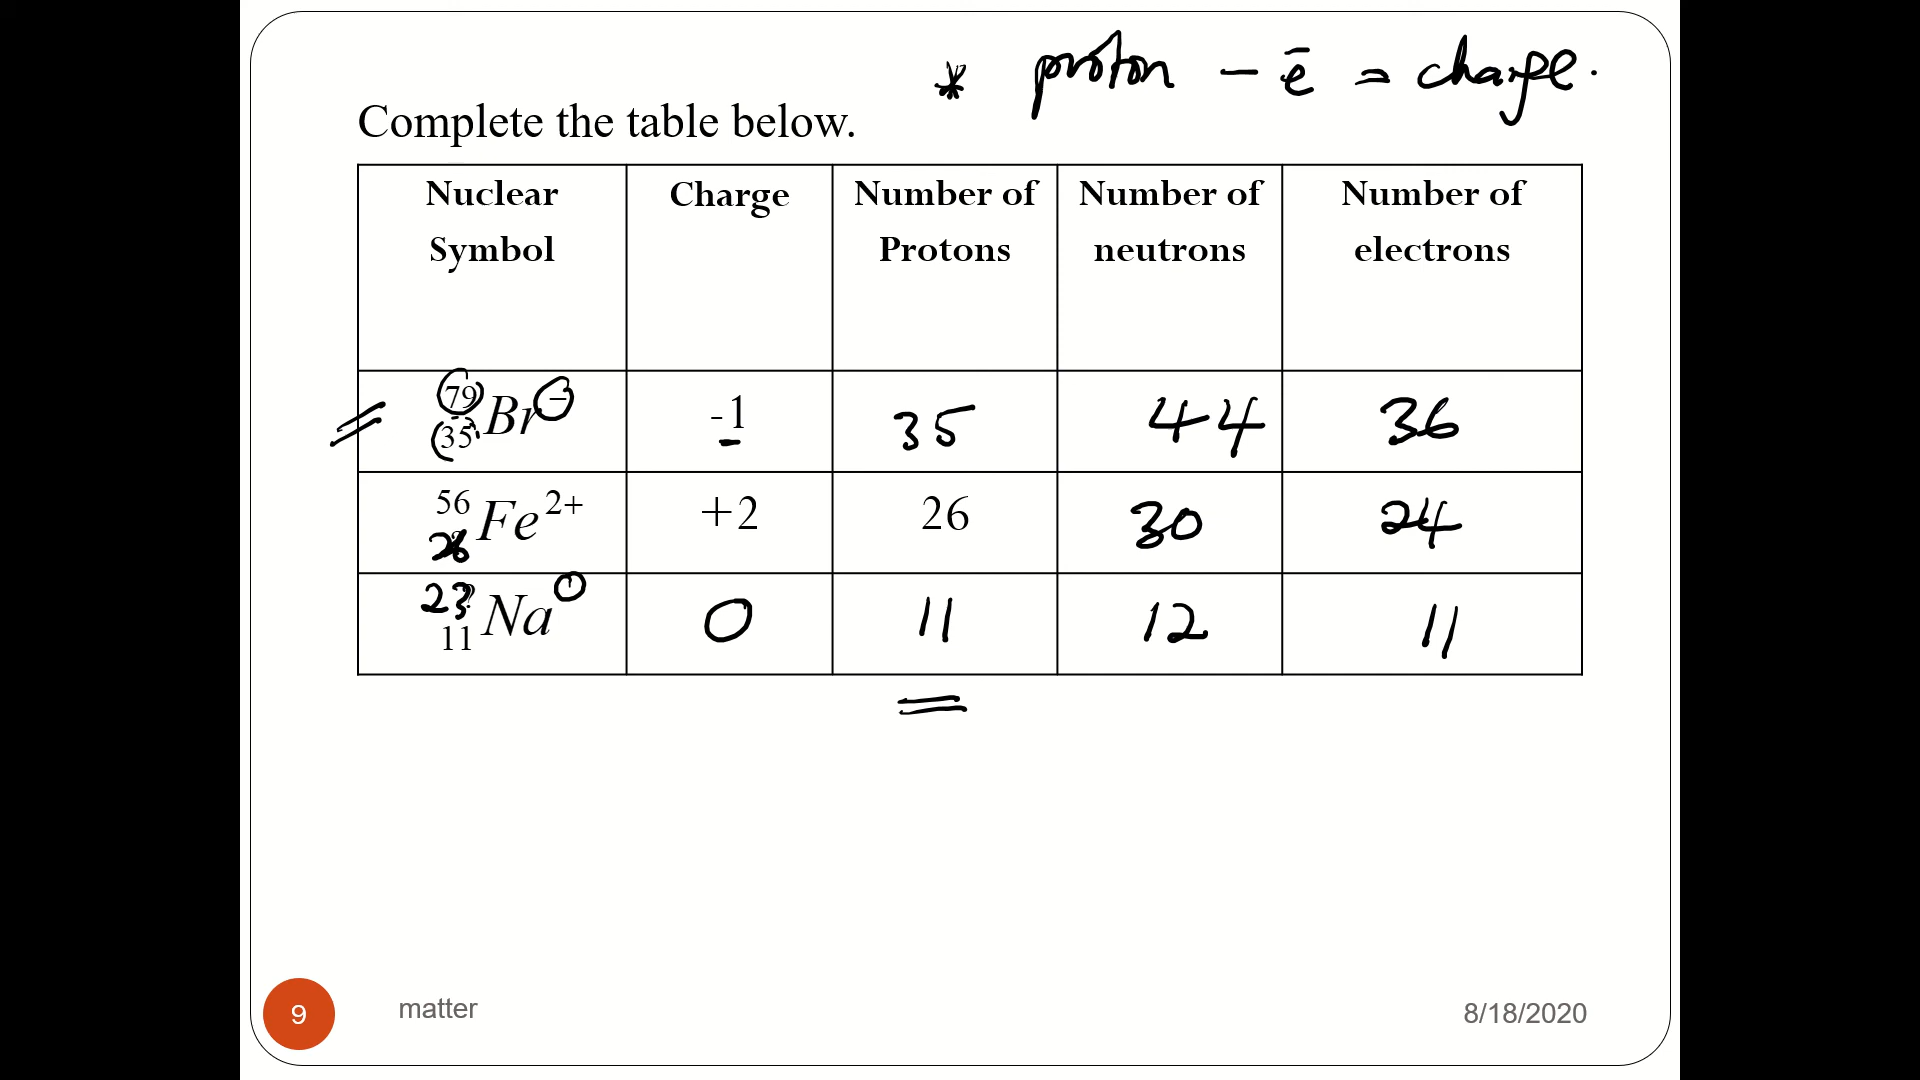 * proton - ē = charge.
Complete the table below.
Nuclear Symbol Charge Number of Protons Number of neutrons Number of electrons
79 35 Br − -1 35 44 36
56 26 Fe 2+ +2 26 30 24
23 ? 11 Na 0 0 11 12 11
9 matter 8/18/2020